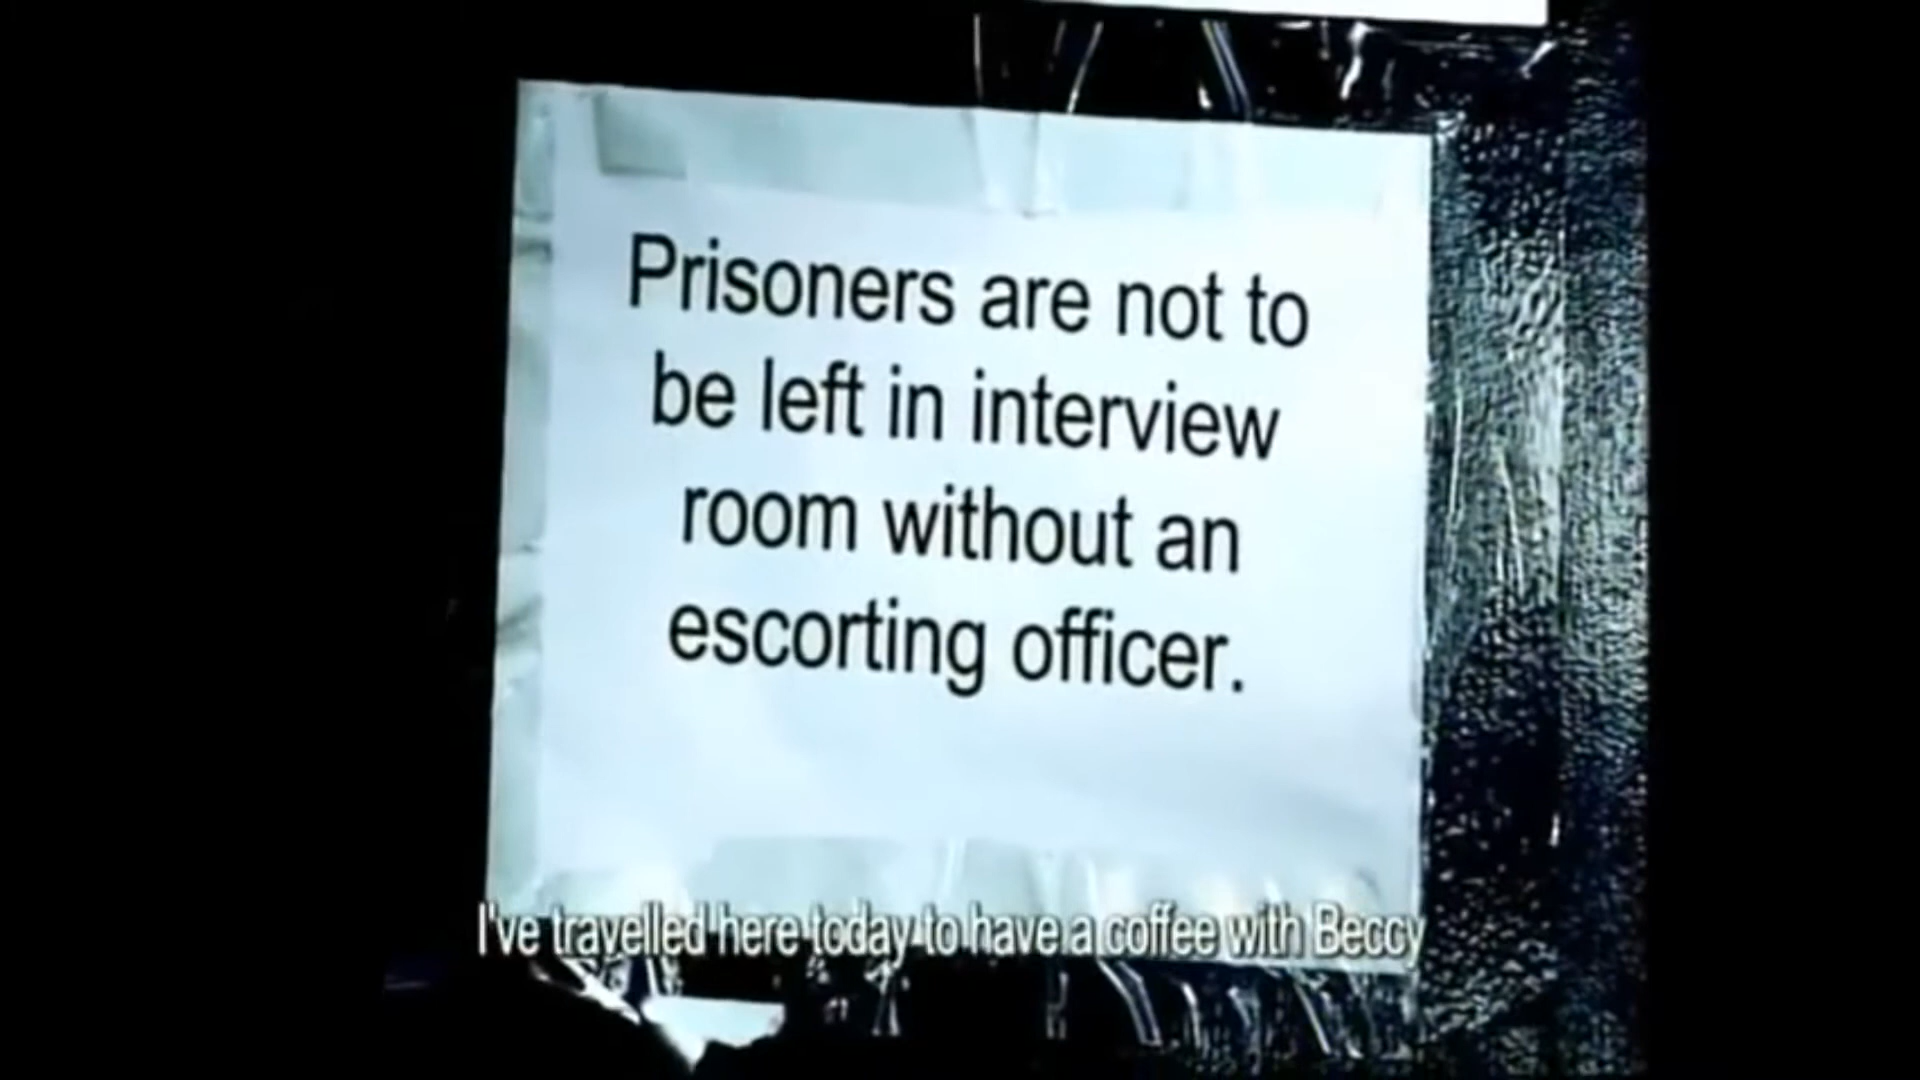 Prisoners are not to
be left in interview
room without an
escorting officer.
I've travelled here today to have a coffee with Beccy